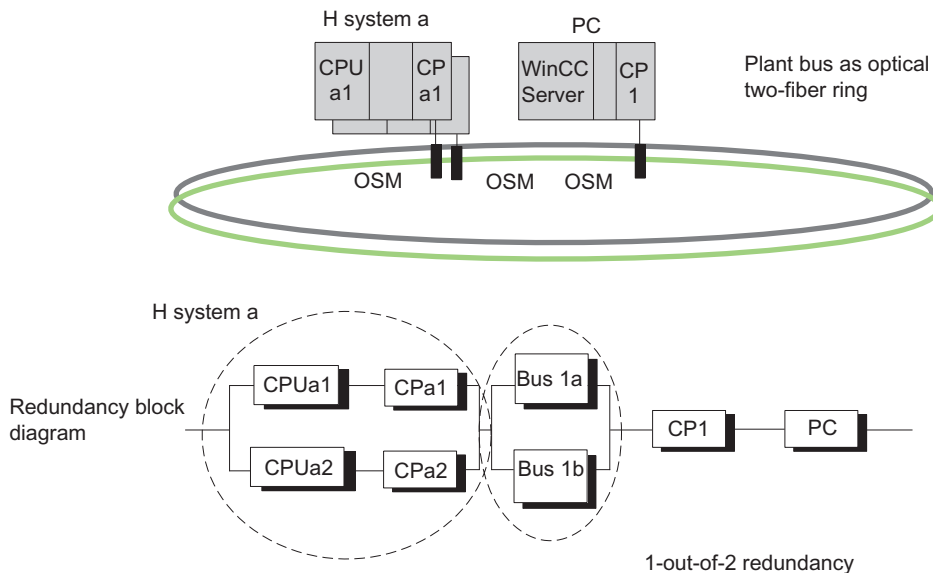 H system a
PC
CPU
a1
CP
a1
WinCC
Server
CP
1
Plant bus as optical
two-fiber ring
OSM
OSM
OSM
H system a
Redundancy block
diagram
CPUa1
CPa1
Bus 1a
CPUa2
CPa2
Bus 1b
CP1
PC
1-out-of-2 redundancy